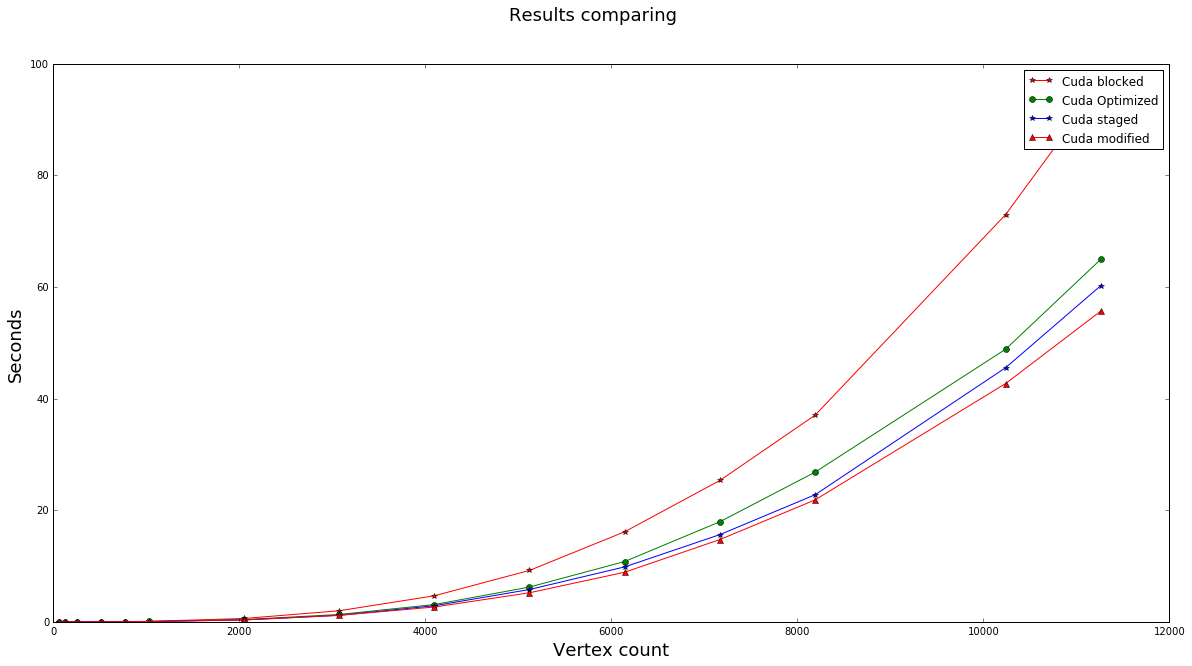 Results comparing
100
80
60
40
20
0
Seconds
Cuda blocked
Cuda Optimized
Cuda staged
Cuda modified
0 2000 4000 6000 8000 10000 12000
Vertex count